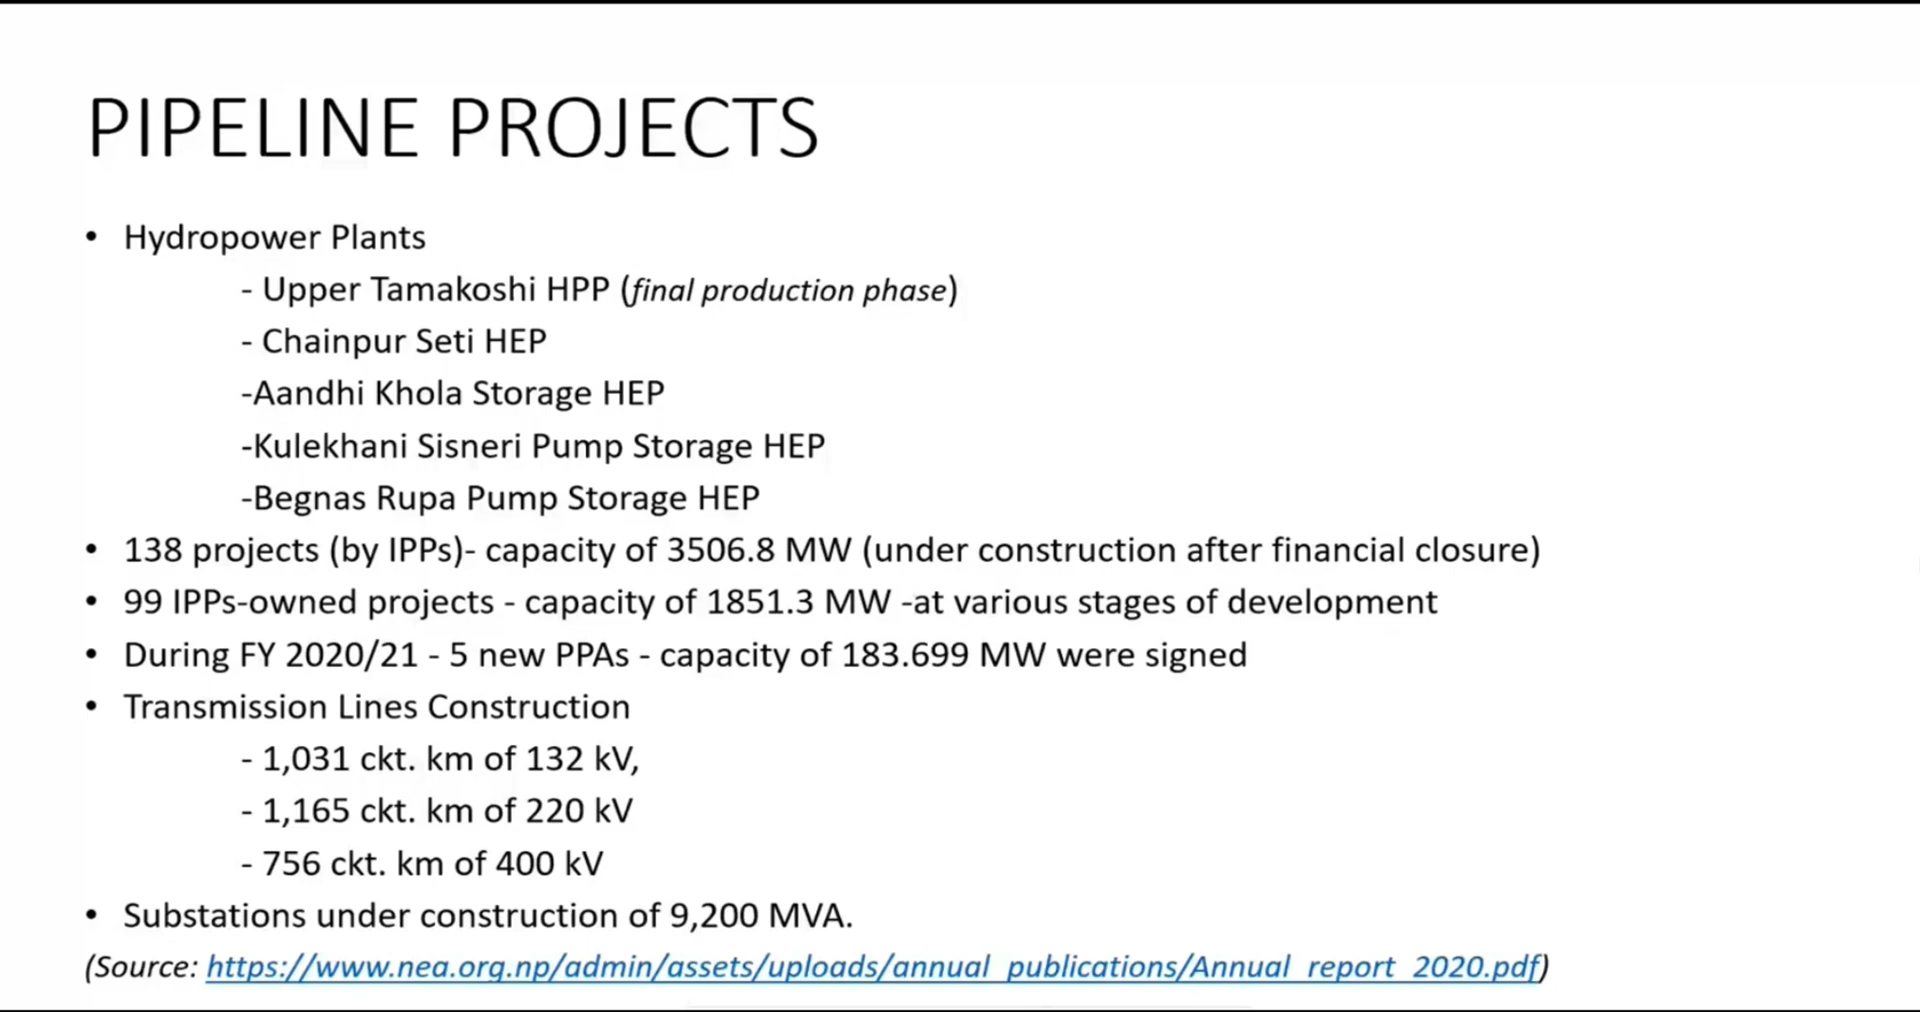 PIPELINE PROJECTS
• Hydropower Plants
- Upper Tamakoshi HPP (final production phase)
- Chainpur Seti HEP
-Aandhi Khola Storage HEP
-Kulekhani Sisneri Pump Storage HEP
-Begnas Rupa Pump Storage HEP
• 138 projects (by IPPs)- capacity of 3506.8 MW (under construction after financial closure)
• 99 IPPs-owned projects - capacity of 1851.3 MW -at various stages of development
• During FY 2020/21 - 5 new PPAs - capacity of 183.699 MW were signed
• Transmission Lines Construction
- 1,031 ckt. km of 132 kV,
- 1,165 ckt. km of 220 kV
- 756 ckt. km of 400 kV
• Substations under construction of 9,200 MVA.
(Source: https://www.nea.org.np/admin/assets/uploads/annual_publications/Annual_report_2020.pdf)